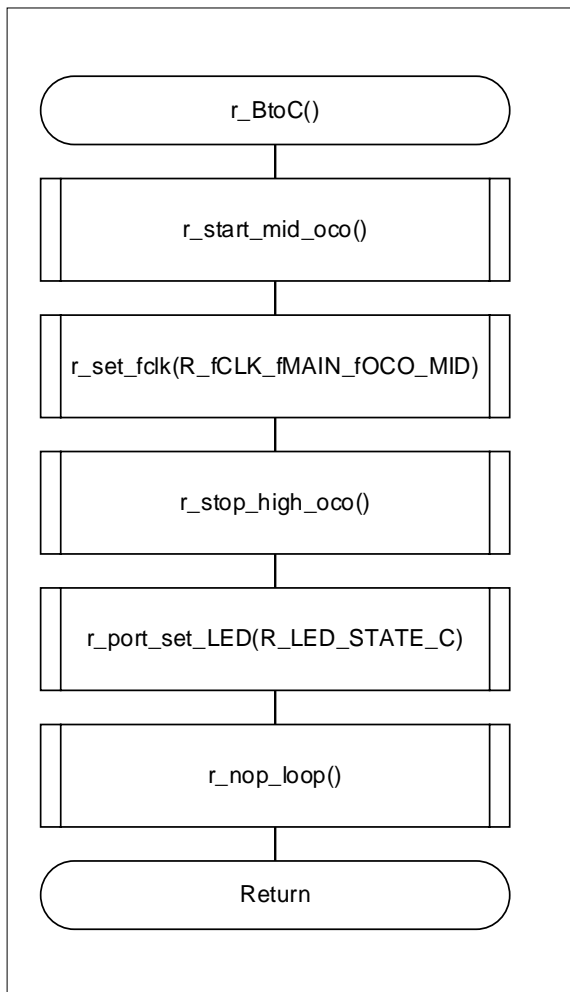 r_BtoC()
r_start_mid_oco()
r_set_fclk(R_fCLK_fMAIN_fOCO_MID)
r_stop_high_oco()
r_port_set_LED(R_LED_STATE_C)
r_nop_loop()
Return